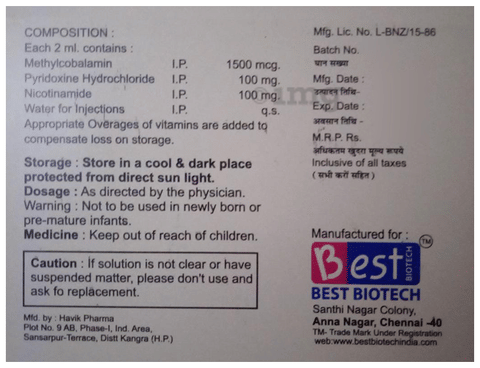 COMPOSITION :
Each 2 ml. contains :
Methylcobalamin I.P. 1500 mcg.
Pyridoxine Hydrochloride I.P. 100 mg.
Nicotinamide I.P. 100 mg.
Water for Injections I.P. q.s.
Appropriate Overages of vitamins are added to
compensate loss on storage.
Storage : Store in a cool & dark place
protected from direct sun light.
Dosage : As directed by the physician.
Warning : Not to be used in newly born or
pre-mature infants.
Medicine : Keep out of reach of children.
Caution : If solution is not clear or have
suspended matter, please don't use and
ask fo replacement.
Mfd. by : Havik Pharma
Plot No. 9 AB, Phase-I, Ind. Area,
Sansarpur-Terrace, Distt Kangra (H.P.)
Mfg. Lic. No. L-BNZ/15-86
Batch No.
घान संख्या
Mfg. Date :
उत्पादन तिथि -
Exp. Date :
अवसान तिथि -
M.R.P. Rs.
अधिकतम खुदरा मूल्य रूपये
Inclusive of all taxes
( सभी करों सहित )
Manufactured for :
Best BIOTECH TM
BEST BIOTECH
Santhi Nagar Colony,
Anna Nagar, Chennai -40
TM- Trade Mark Under Registration
web:www.bestbiotechindia.com